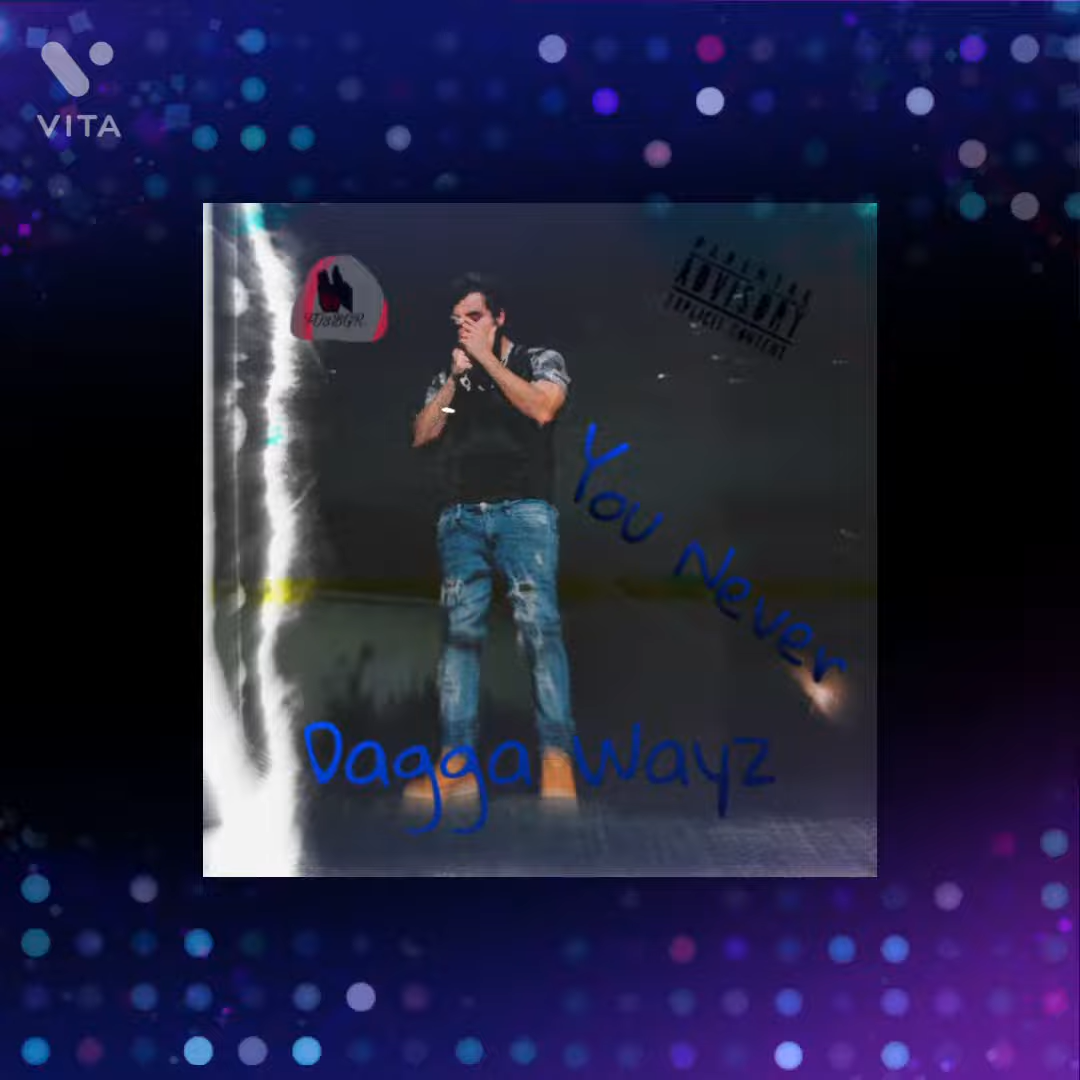 VITA
PARENTAL
ADVISORY
EXPLICIT CONTENT
You Never
Dagga Wayz